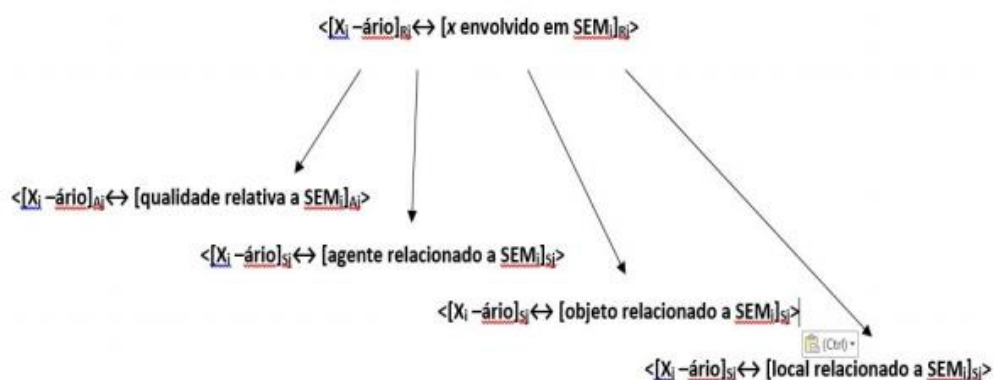 <[Xi –ário]Rj↔ [x envolvido em SEMi]Rj>
<[Xi –ário]Aj↔ [qualidade relativa a SEMi]Aj>
<[Xi –ário]Sj↔ [agente relacionado a SEMi]Sj>
<[Xi –ário]Sj↔ [objeto relacionado a SEMi]Sj>
(Ctrl)
<[Xi –ário]Sj↔ [local relacionado a SEMi]Sj>